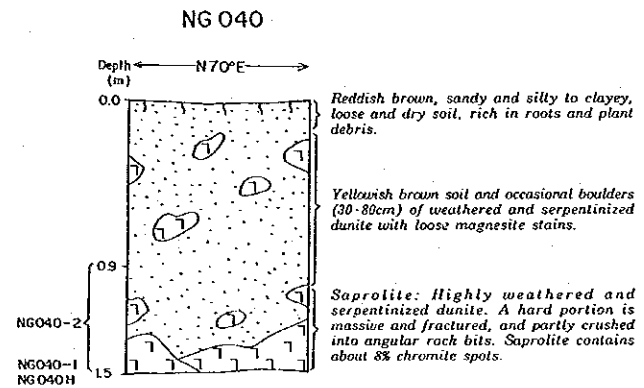 NG 040
Depth
(m)
N70°E
0.0
Reddish brown, sandy and silty to clayey,
loose and dry soil, rich in roots and plant
debris.
Yellowish brown soil and occasional boulders
(30-80cm) of weathered and serpentinized
dunite with loose magnesite stains.
0.9
Saprolite: Highly weathered and
serpentinized dunite. A hard portion is
massive and fractured, and partly crushed
into angular rock bits. Saprolite contains
about 8% chromite spots.
NG040-2
NG040-1
NG040H
1.5